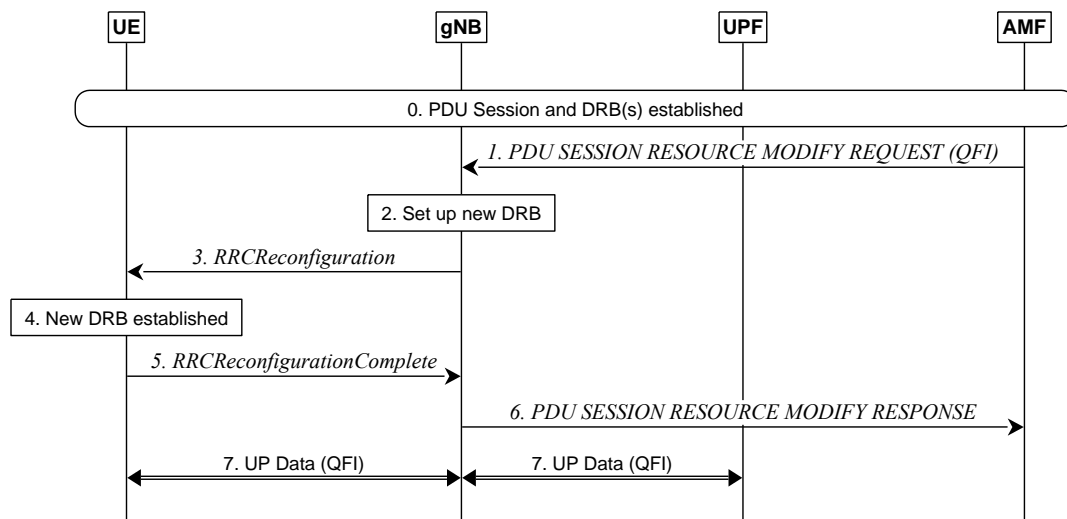 UE gNB UPF AMF
0. PDU Session and DRB(s) established
1. PDU SESSION RESOURCE MODIFY REQUEST (QFI)
2. Set up new DRB
3. RRCReconfiguration
4. New DRB established
5. RRCReconfigurationComplete
6. PDU SESSION RESOURCE MODIFY RESPONSE
7. UP Data (QFI) 7. UP Data (QFI)